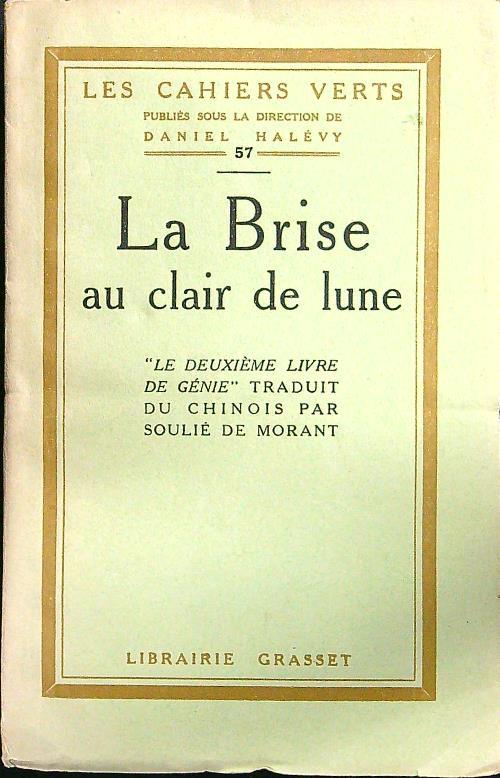 LES CAHIERS VERTS
PUBLIÉS SOUS LA DIRECTION DE
DANIEL HALÉVY
57
La Brise
au clair de lune
"LE DEUXIÈME LIVRE
DE GÉNIE" TRADUIT
DU CHINOIS PAR
SOULIÉ DE MORANT
LIBRAIRIE GRASSET